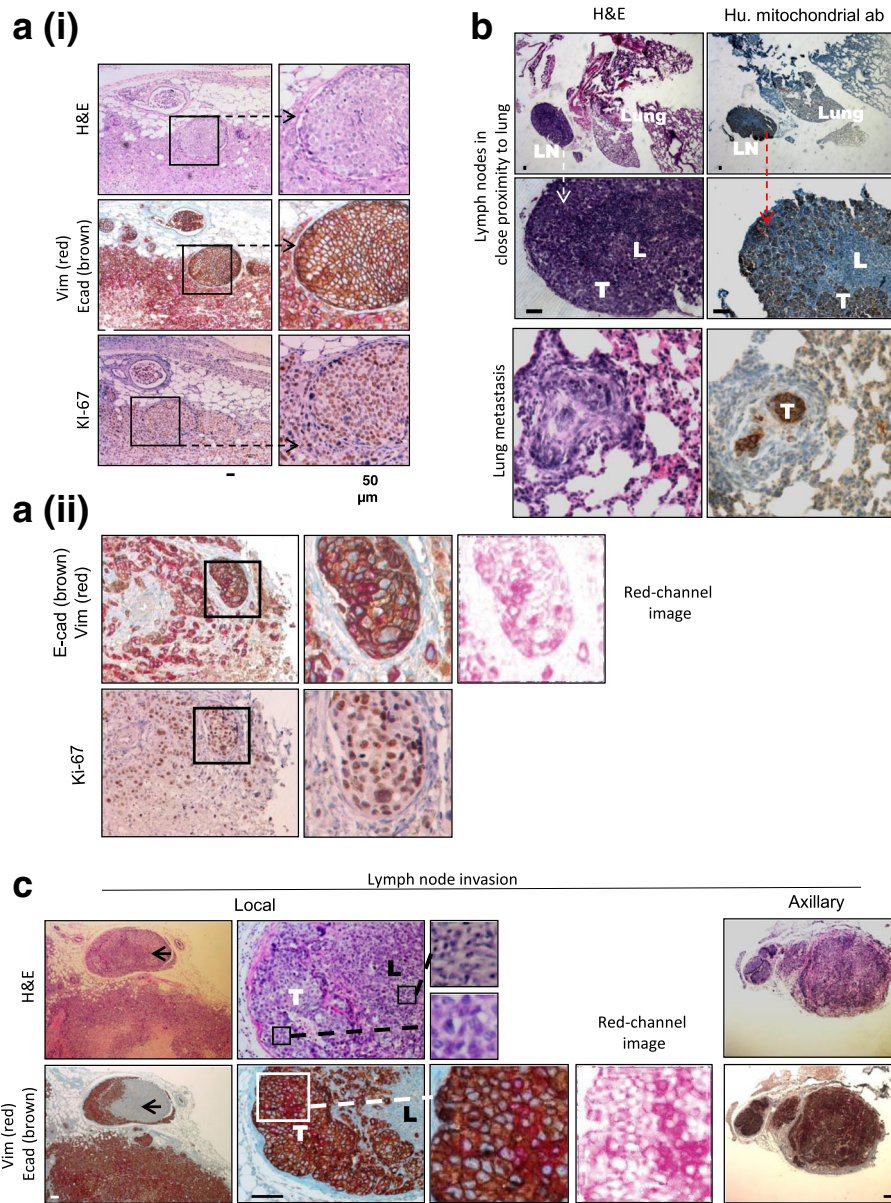 a (i)
H&E
Vim (red)
Ecad (brown)
KI-67
50
µm
b
H&E
Hu. mitochondrial ab
Lymph nodes in
close proximity to lung
Lung
LN
Lung
LN
L
T
L
T
Lung metastasis
T
a (ii)
E-cad (brown)
Vim (red)
Red-channel
image
Ki-67
c
Lymph node invasion
Local
Axillary
H&E
L
T
Red-channel
image
Vim (red)
Ecad (brown)
L
T